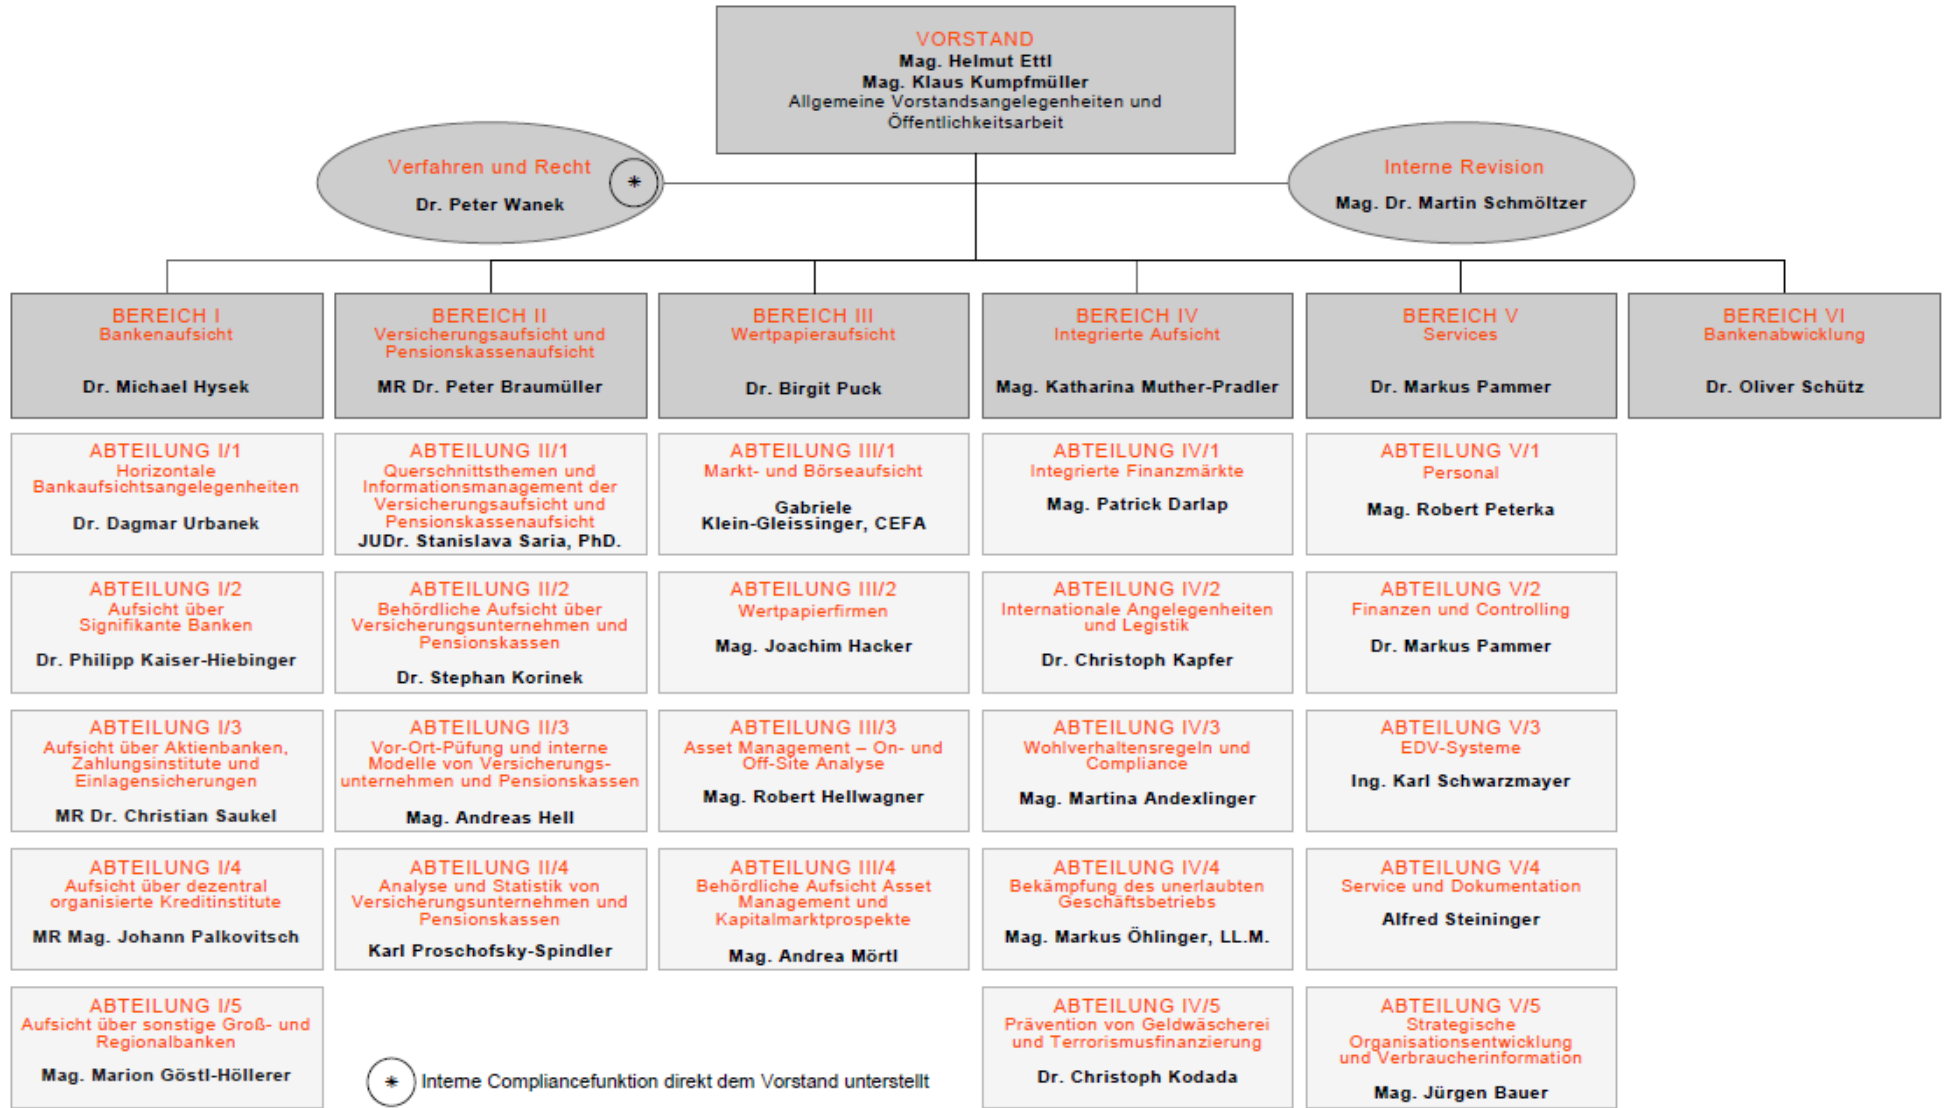 VORSTAND
Mag. Helmut Ettl
Mag. Klaus Kumpfmüller
Allgemeine Vorstandsangelegenheiten und
Öffentlichkeitsarbeit
Verfahren und Recht
*
Dr. Peter Wanek
Interne Revision
Mag. Dr. Martin Schmöltzer
BEREICH I
Bankenaufsicht
Dr. Michael Hysek
BEREICH II
Versicherungsaufsicht und
Pensionskassenaufsicht
MR Dr. Peter Braumüller
BEREICH III
Wertpapieraufsicht
Dr. Birgit Puck
BEREICH IV
Integrierte Aufsicht
Mag. Katharina Muther-Pradler
BEREICH V
Services
Dr. Markus Pammer
BEREICH VI
Bankenabwicklung
Dr. Oliver Schütz
ABTEILUNG I/1
Horizontale
Bankaufsichtsangelegenheiten
Dr. Dagmar Urbanek
ABTEILUNG II/1
Querschnittsthemen und
Informationsmanagement der
Versicherungsaufsicht und
Pensionskassenaufsicht
JUDr. Stanislava Saria, PhD.
ABTEILUNG III/1
Markt- und Börseaufsicht
Gabriele
Klein-Gleissinger, CEFA
ABTEILUNG IV/1
Integrierte Finanzmärkte
Mag. Patrick Darlap
ABTEILUNG V/1
Personal
Mag. Robert Peterka
ABTEILUNG I/2
Aufsicht über
Signifikante Banken
Dr. Philipp Kaiser-Hiebinger
ABTEILUNG II/2
Behördliche Aufsicht über
Versicherungsunternehmen und
Pensionskassen
Dr. Stephan Korinek
ABTEILUNG III/2
Wertpapierfirmen
Mag. Joachim Hacker
ABTEILUNG IV/2
Internationale Angelegenheiten
und Legistik
Dr. Christoph Kapfer
ABTEILUNG V/2
Finanzen und Controlling
Dr. Markus Pammer
ABTEILUNG I/3
Aufsicht über Aktienbanken,
Zahlungsinstitute und
Einlagensicherungen
MR Dr. Christian Saukel
ABTEILUNG II/3
Vor-Ort-Püfung und interne
Modelle von Versicherungs-
unternehmen und Pensionskassen
Mag. Andreas Hell
ABTEILUNG III/3
Asset Management – On- und
Off-Site Analyse
Mag. Robert Hellwagner
ABTEILUNG IV/3
Wohlverhaltensregeln und
Compliance
Mag. Martina Andexlinger
ABTEILUNG V/3
EDV-Systeme
Ing. Karl Schwarzmayer
ABTEILUNG I/4
Aufsicht über dezentral
organisierte Kreditinstitute
MR Mag. Johann Palkovitsch
ABTEILUNG II/4
Analyse und Statistik von
Versicherungsunternehmen und
Pensionskassen
Karl Proschofsky-Spindler
ABTEILUNG III/4
Behördliche Aufsicht Asset
Management und
Kapitalmarktprospekte
Mag. Andrea Mörtl
ABTEILUNG IV/4
Bekämpfung des unerlaubten
Geschäftsbetriebs
Mag. Markus Öhlinger, LL.M.
ABTEILUNG V/4
Service und Dokumentation
Alfred Steininger
ABTEILUNG I/5
Aufsicht über sonstige Groß- und
Regionalbanken
Mag. Marion Göstl-Höllerer
ABTEILUNG IV/5
Prävention von Geldwäscherei
und Terrorismusfinanzierung
Dr. Christoph Kodada
ABTEILUNG V/5
Strategische
Organisationsentwicklung
und Verbraucherinformation
Mag. Jürgen Bauer
* Interne Compliancefunktion direkt dem Vorstand unterstellt